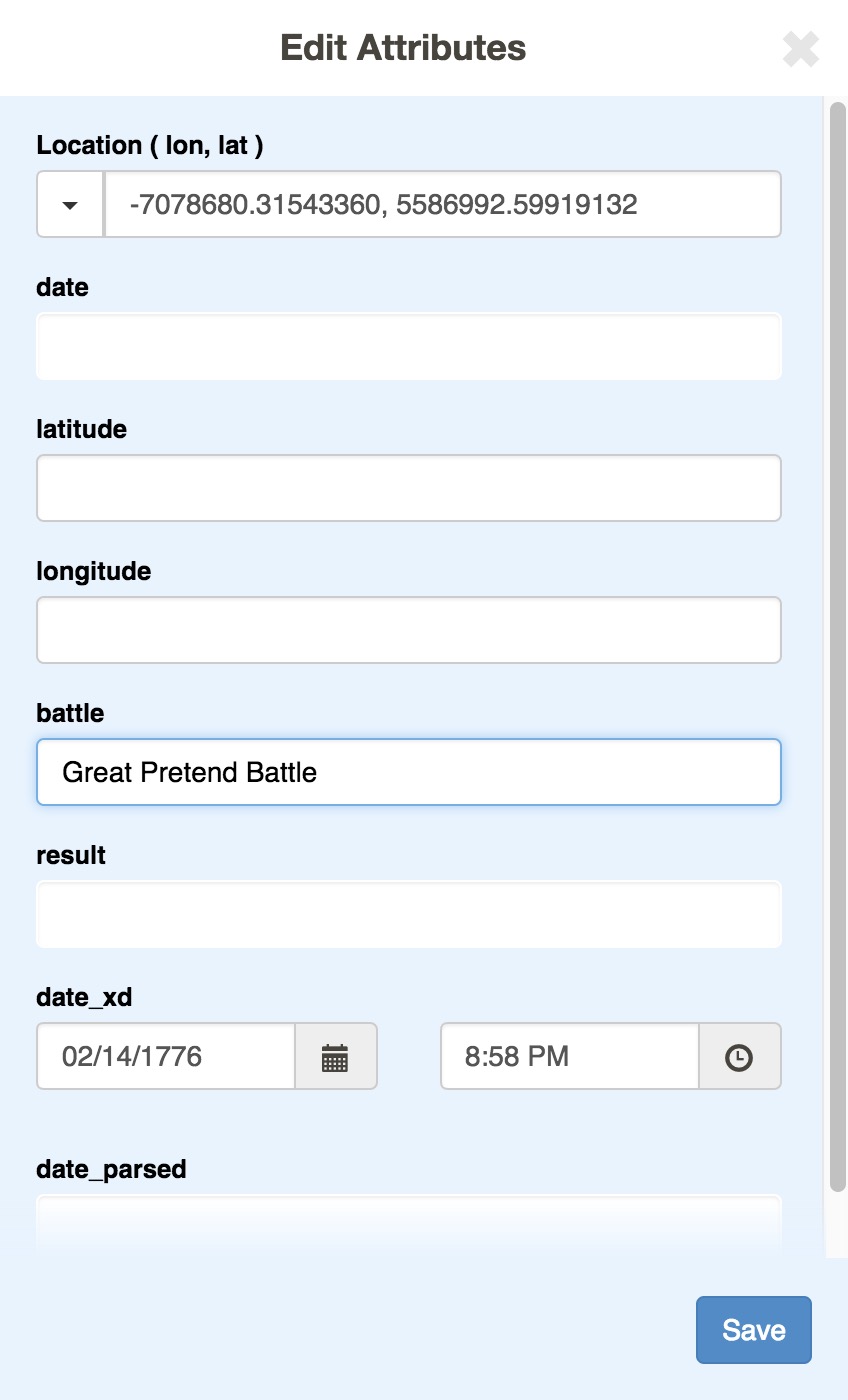 Edit Attributes
Location ( lon, lat )
-7078680.31543360, 5586992.59919132
date
latitude
longitude
battle
Great Pretend Battle
result
date_xd
02/14/1776 8:58 PM
date_parsed
Save